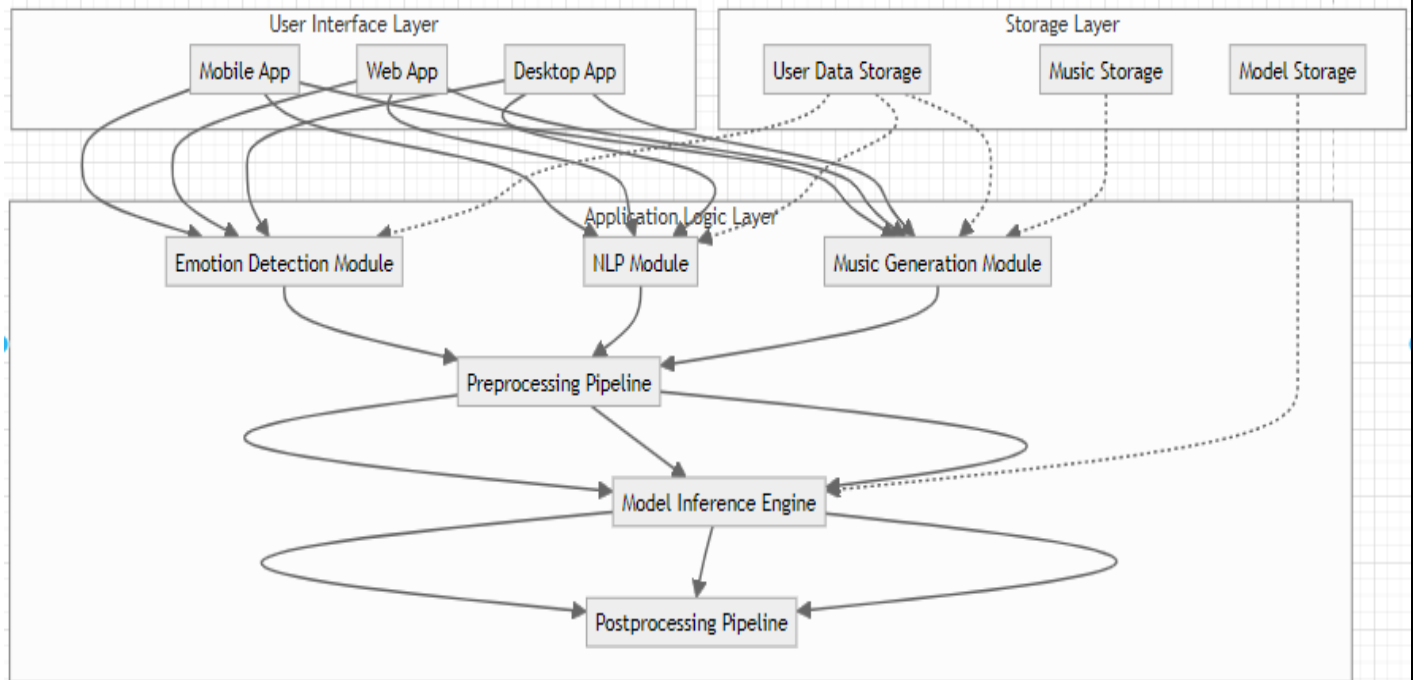 User Interface Layer
Storage Layer
Mobile App
Web App
Desktop App
User Data Storage
Music Storage
Model Storage
Application Logic Layer
Emotion Detection Module
NLP Module
Music Generation Module
Preprocessing Pipeline
Model Inference Engine
Postprocessing Pipeline